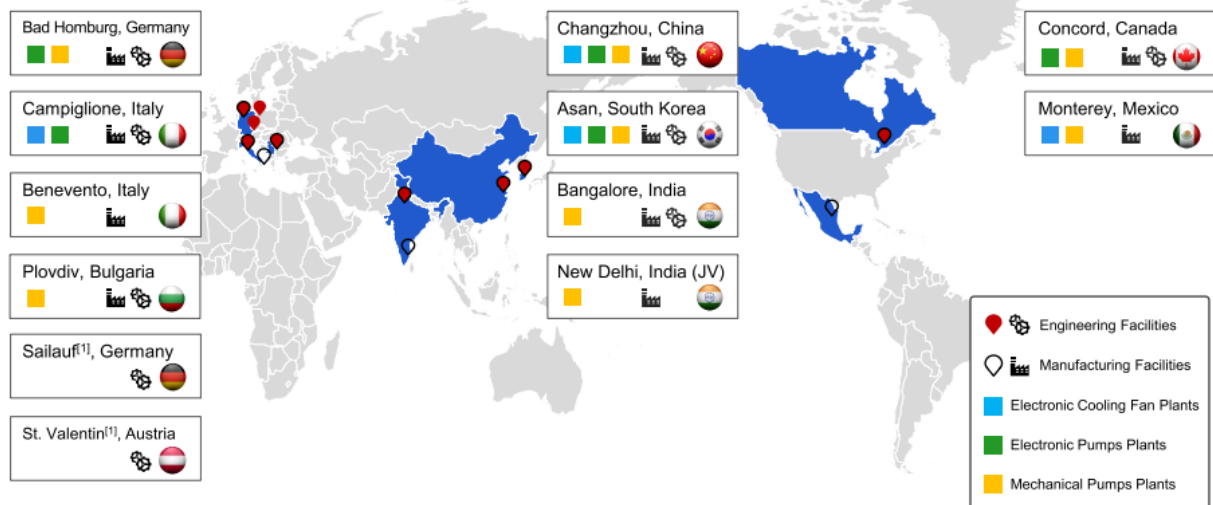 Bad Homburg, Germany
Campiglione, Italy
Benevento, Italy
Plovdiv, Bulgaria
Sailauf[1], Germany
St. Valentin[1], Austria
Changzhou, China
Asan, South Korea
Bangalore, India
New Delhi, India (JV)
Concord, Canada
Monterey, Mexico
Engineering Facilities
Manufacturing Facilities
Electronic Cooling Fan Plants
Electronic Pumps Plants
Mechanical Pumps Plants